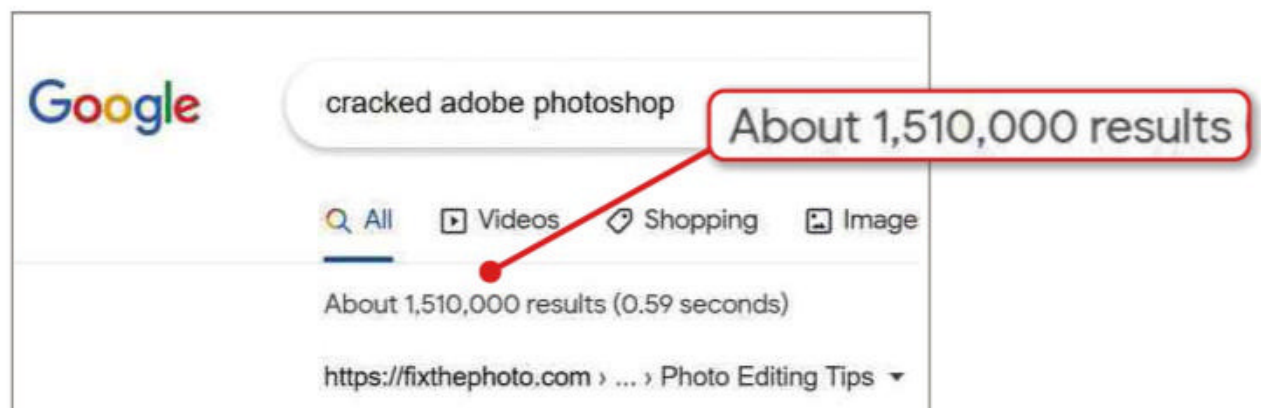 Google
cracked adobe photoshop
About 1,510,000 results
All Videos Shopping Image
About 1,510,000 results (0.59 seconds)
https://fixthephoto.com › ... › Photo Editing Tips